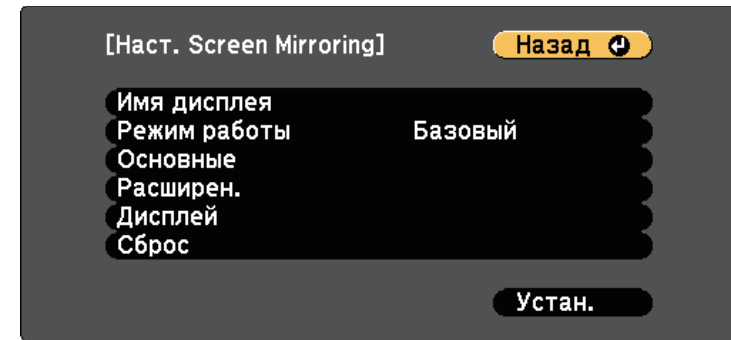 [Наст. Screen Mirroring]
Назад
Имя дисплея
Режим работы Базовый
Основные
Расширен.
Дисплей
Сброс
Устан.